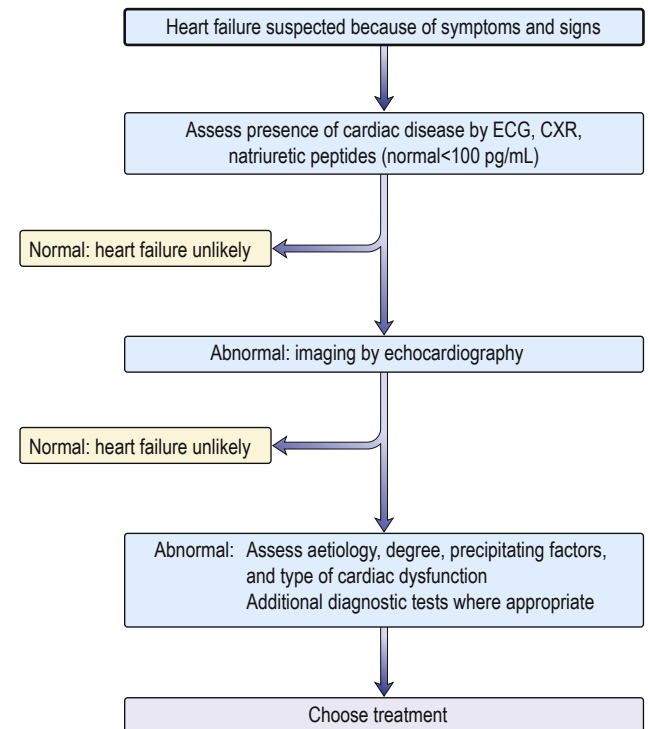 Heart failure suspected because of symptoms and signs
Assess presence of cardiac disease by ECG, CXR,
natriuretic peptides (normal<100 pg/mL)
Normal: heart failure unlikely
Abnormal: imaging by echocardiography
Normal: heart failure unlikely
Abnormal: Assess aetiology, degree, precipitating factors,
and type of cardiac dysfunction
Additional diagnostic tests where appropriate
Choose treatment